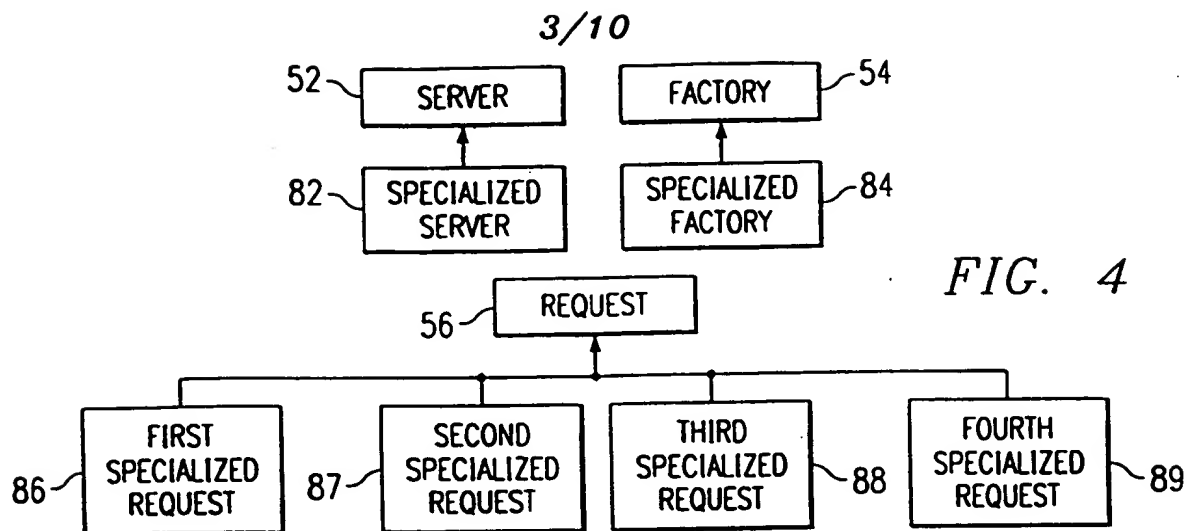 3/10
52 SERVER
FACTORY 54
82 SPECIALIZED
SERVER
SPECIALIZED 84
FACTORY
FIG. 4
56 REQUEST
86 FIRST
SPECIALIZED
REQUEST
87 SECOND
SPECIALIZED
REQUEST
THIRD
SPECIALIZED
REQUEST 88
FOURTH
SPECIALIZED
REQUEST 89